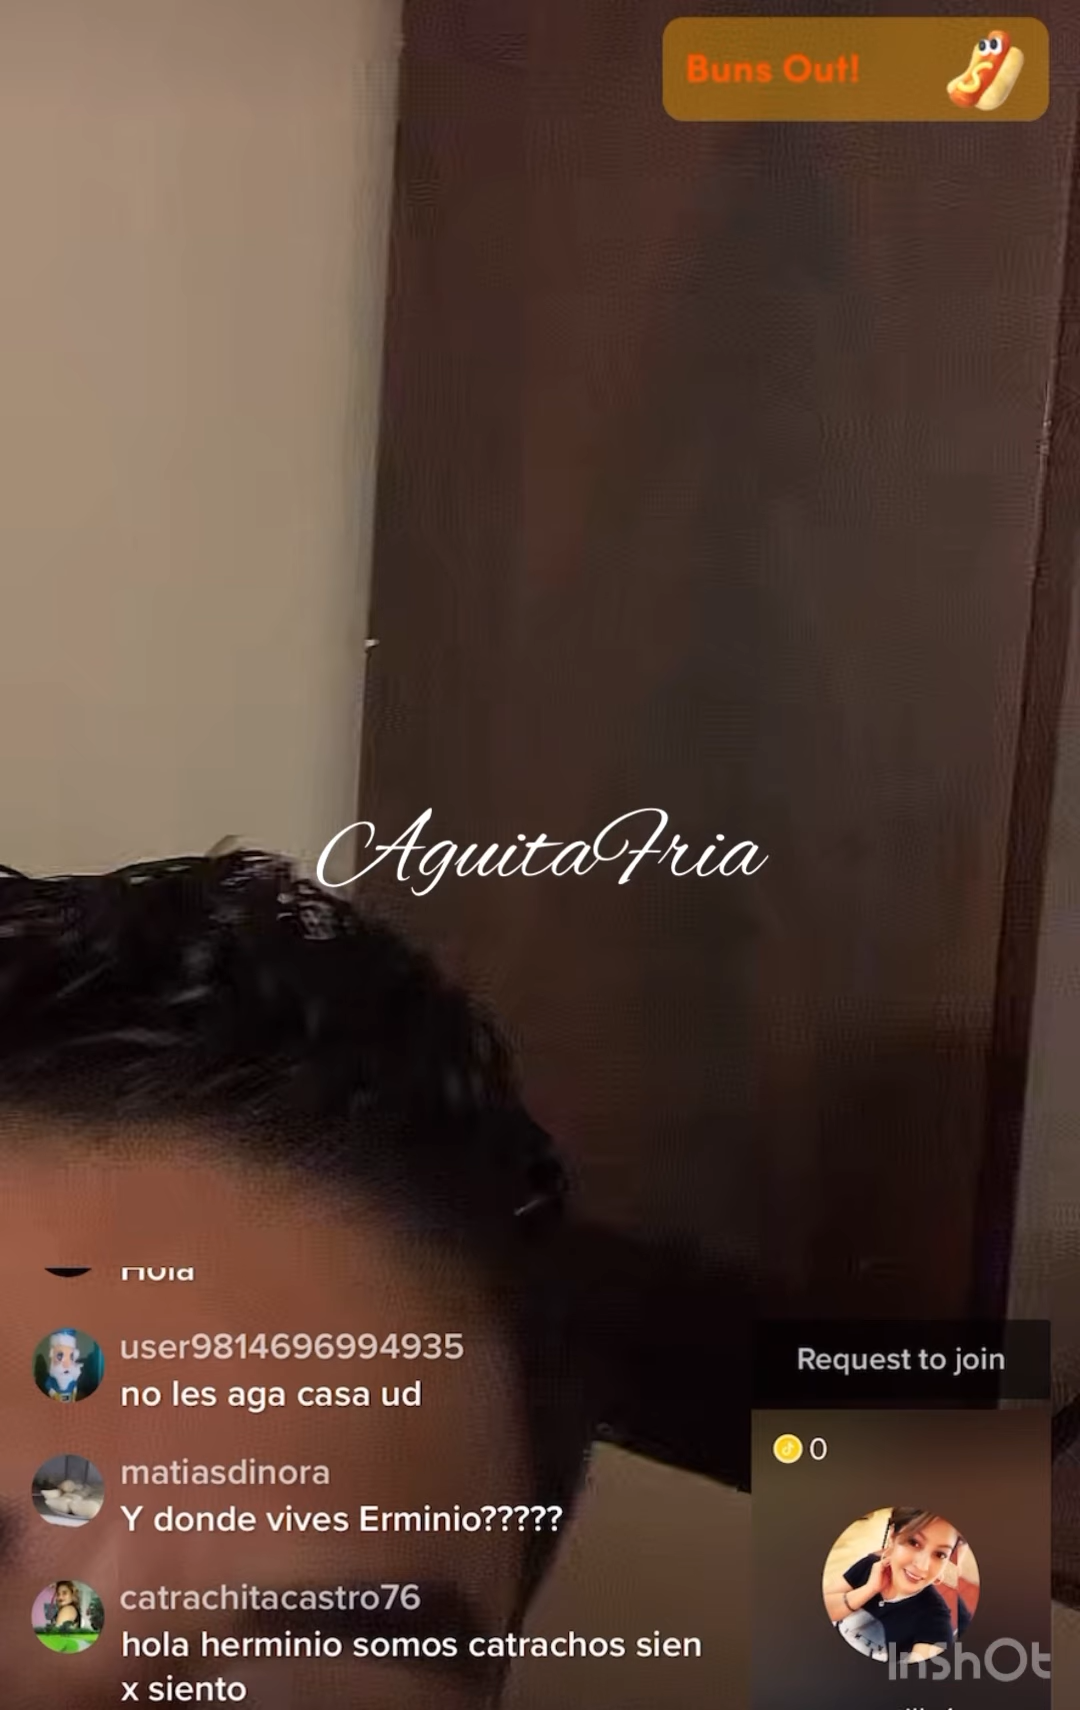 Buns Out!
AguitaFria
Hola
user9814696994935
no les aga casa ud
Request to join
0
matiasdinora
Y donde vives Erminio?????
catrachitacastro76
hola herminio somos catrachos sien
x siento
InShOt